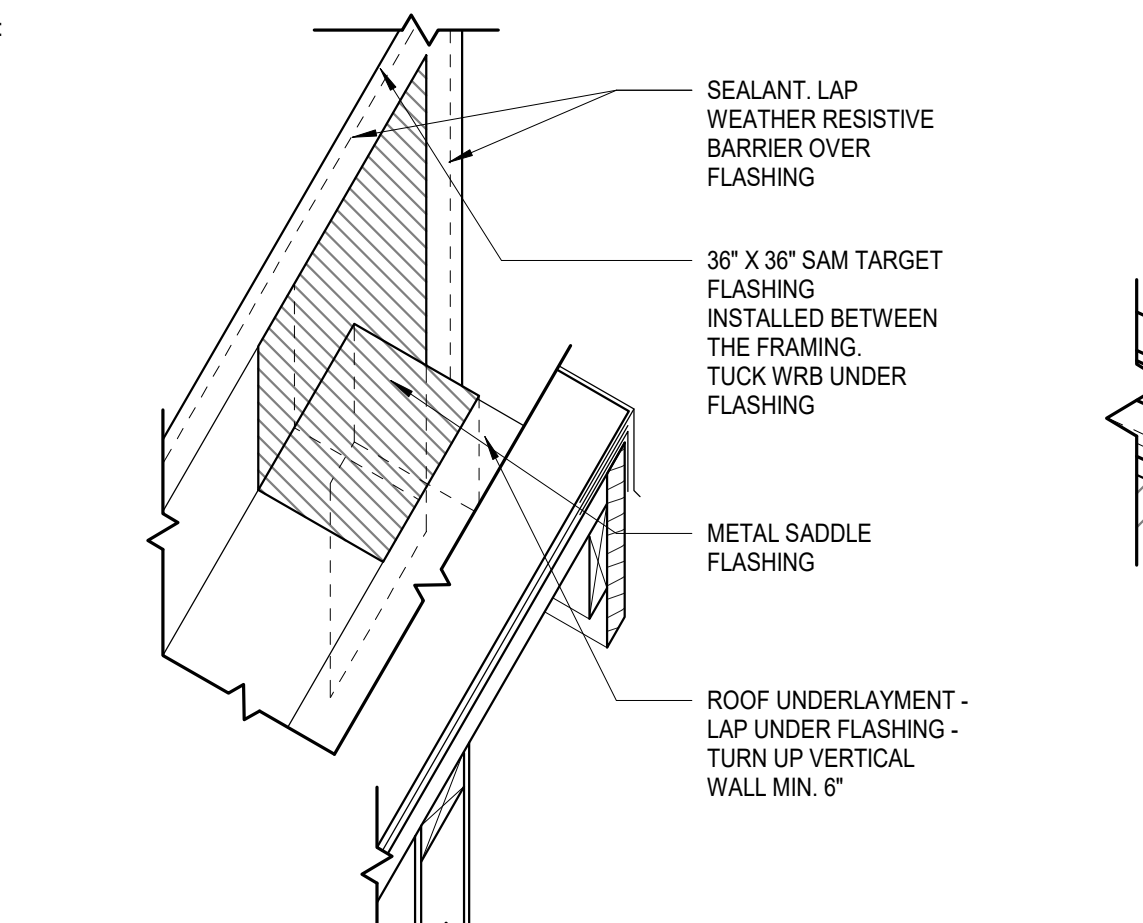 SEALANT. LAP
WEATHER RESISTIVE
BARRIER OVER
FLASHING
36" X 36" SAM TARGET
FLASHING
INSTALLED BETWEEN
THE FRAMING.
TUCK WRB UNDER
FLASHING
METAL SADDLE
FLASHING
ROOF UNDERLAYMENT -
LAP UNDER FLASHING -
TURN UP VERTICAL
WALL MIN. 6"